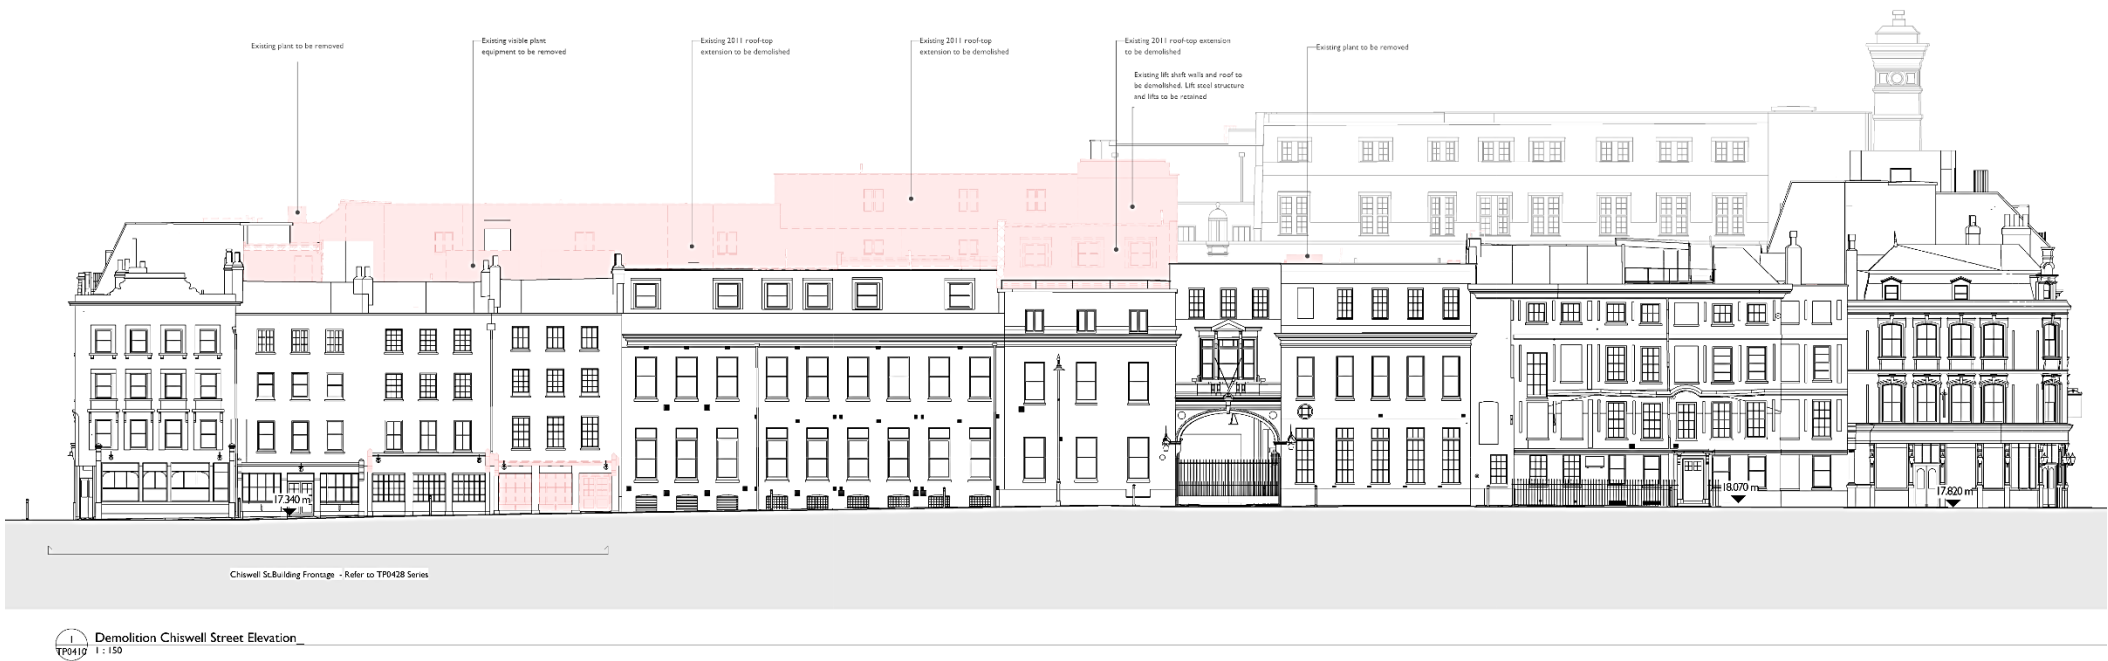 Existing plant to be removed
Existing visible plant
equipment to be removed
Existing 2011 roof-top
extension to be demolished
Existing 2011 roof-top
extension to be demolished
Existing 2011 roof-top extension
to be demolished
Existing lift shaft walls and roof to
be demolished. Lift steel structure
and lifts to be retained
Existing plant to be removed
17.340 m
18.070 m
17.820 m
Chiswell St.Building Frontage - Refer to TP0428 Series
1
TP0410
Demolition Chiswell Street Elevation_
1 : 150